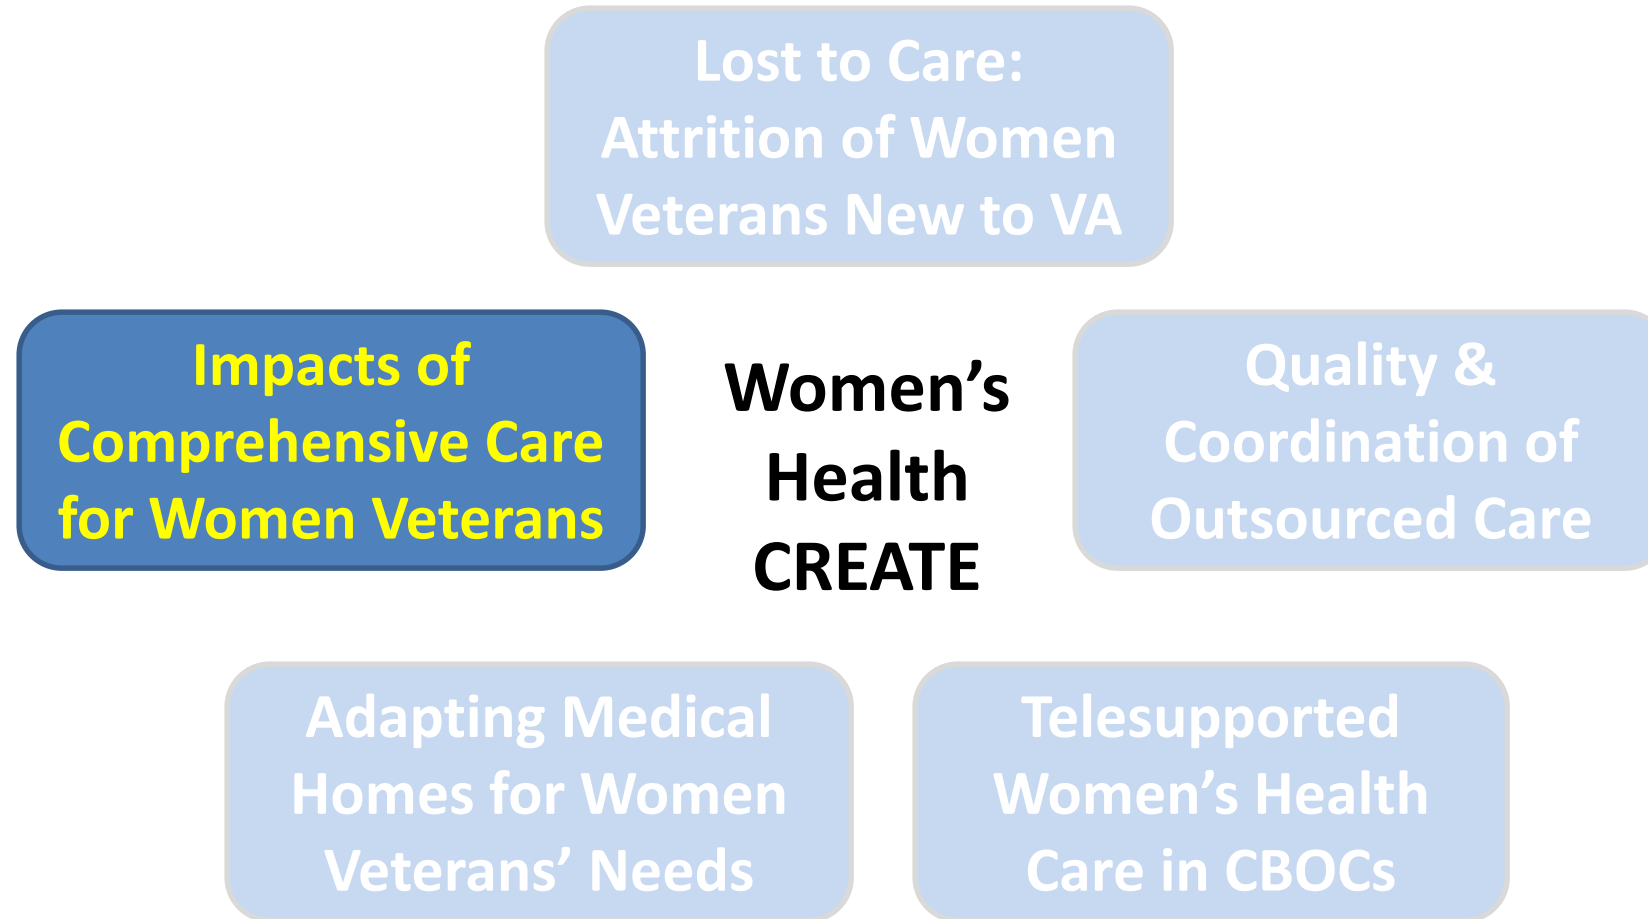 Lost to Care:
Attrition of Women
Veterans New to VA
Impacts of
Comprehensive Care
for Women Veterans
Women’s
Health
CREATE
Quality &
Coordination of
Outsourced Care
Adapting Medical
Homes for Women
Veterans’ Needs
Telesupported
Women’s Health
Care in CBOCs